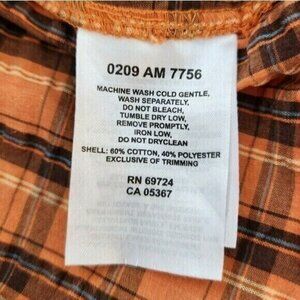 0209 AM 7756
MACHINE WASH COLD GENTLE,
WASH SEPARATELY,
DO NOT BLEACH,
TUMBLE DRY LOW,
REMOVE PROMPTLY,
IRON LOW,
DO NOT DRYCLEAN
SHELL: 60% COTTON, 40% POLYESTER
EXCLUSIVE OF TRIMMING
RN 69724
CA 05367